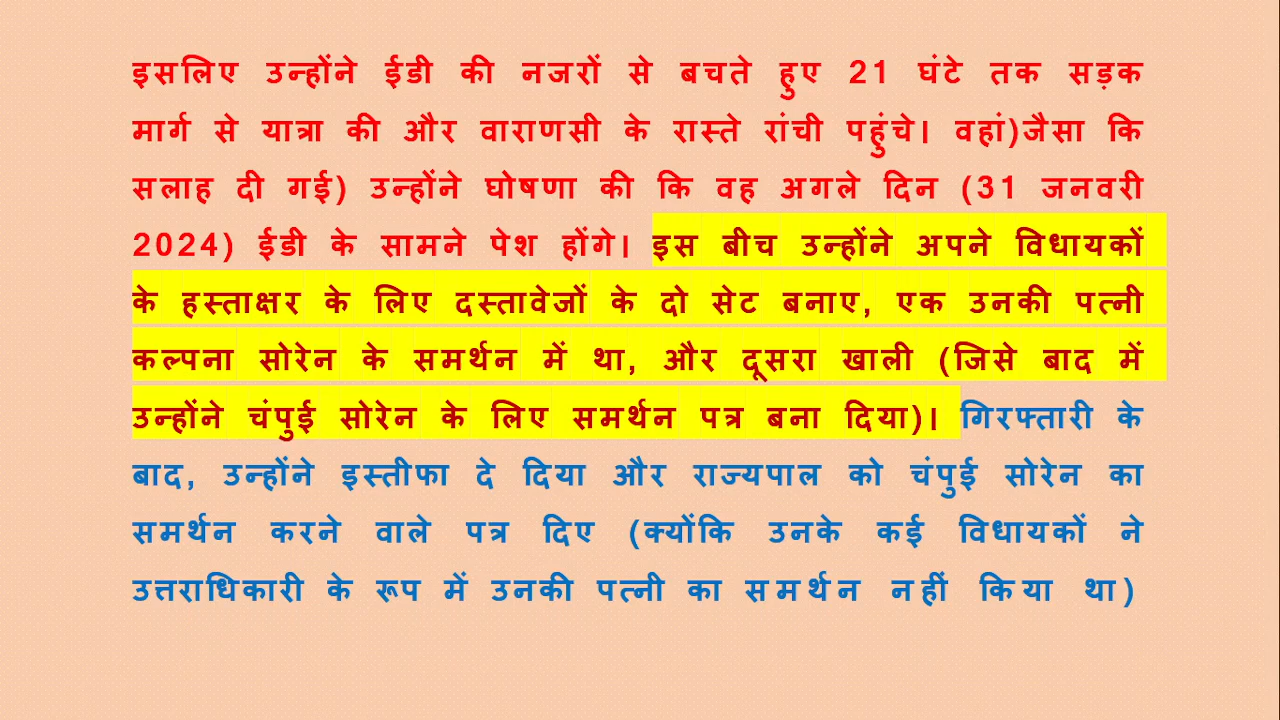 इसलिए उन्होंने ईडी की नजरों से बचते हुए 21 घंटे तक सड़क
मार्ग से यात्रा की और वाराणसी के रास्ते रांची पहुंचे। वहां)जैसा कि
सलाह दी गई) उन्होंने घोषणा की कि वह अगले दिन (31 जनवरी
2024) ईडी के सामने पेश होंगे। इस बीच उन्होंने अपने विधायकों
के हस्ताक्षर के लिए दस्तावेजों के दो सेट बनाए, एक उनकी पत्नी
कल्पना सोरेन के समर्थन में था, और दूसरा खाली (जिसे बाद में
उन्होंने चंपुई सोरेन के लिए समर्थन पत्र बना दिया)। गिरफ्तारी के
बाद, उन्होंने इस्तीफा दे दिया और राज्यपाल को चंपुई सोरेन का
समर्थन करने वाले पत्र दिए (क्योंकि उनके कई विधायकों ने
उत्तराधिकारी के रूप में उनकी पत्नी का समर्थन नहीं किया था)